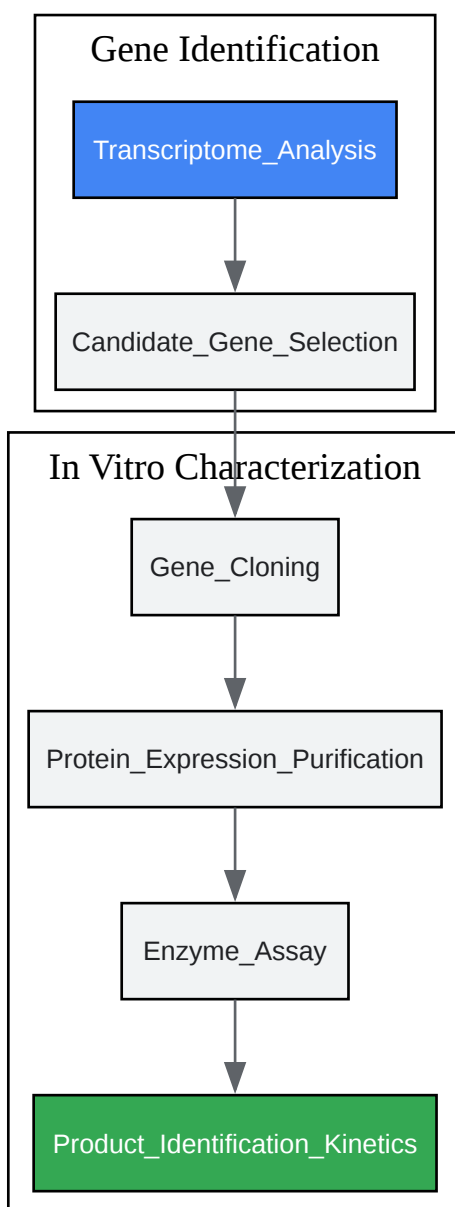 Gene Identification
Transcriptome_Analysis
Candidate_Gene_Selection
In Vitro Characterization
Gene_Cloning
Protein_Expression_Purification
Enzyme_Assay
Product_Identification_Kinetics